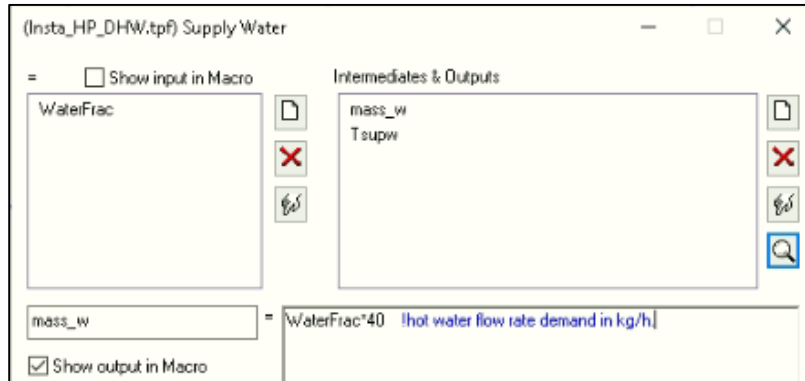 (Insta_HP_DHW.tpf) Supply Water
= Show input in Macro
Intermediates & Outputs
WaterFrac
mass_w
Tsupw
mass_w = WaterFrac*40 !hot water flow rate demand in kg/h.
Show output in Macro